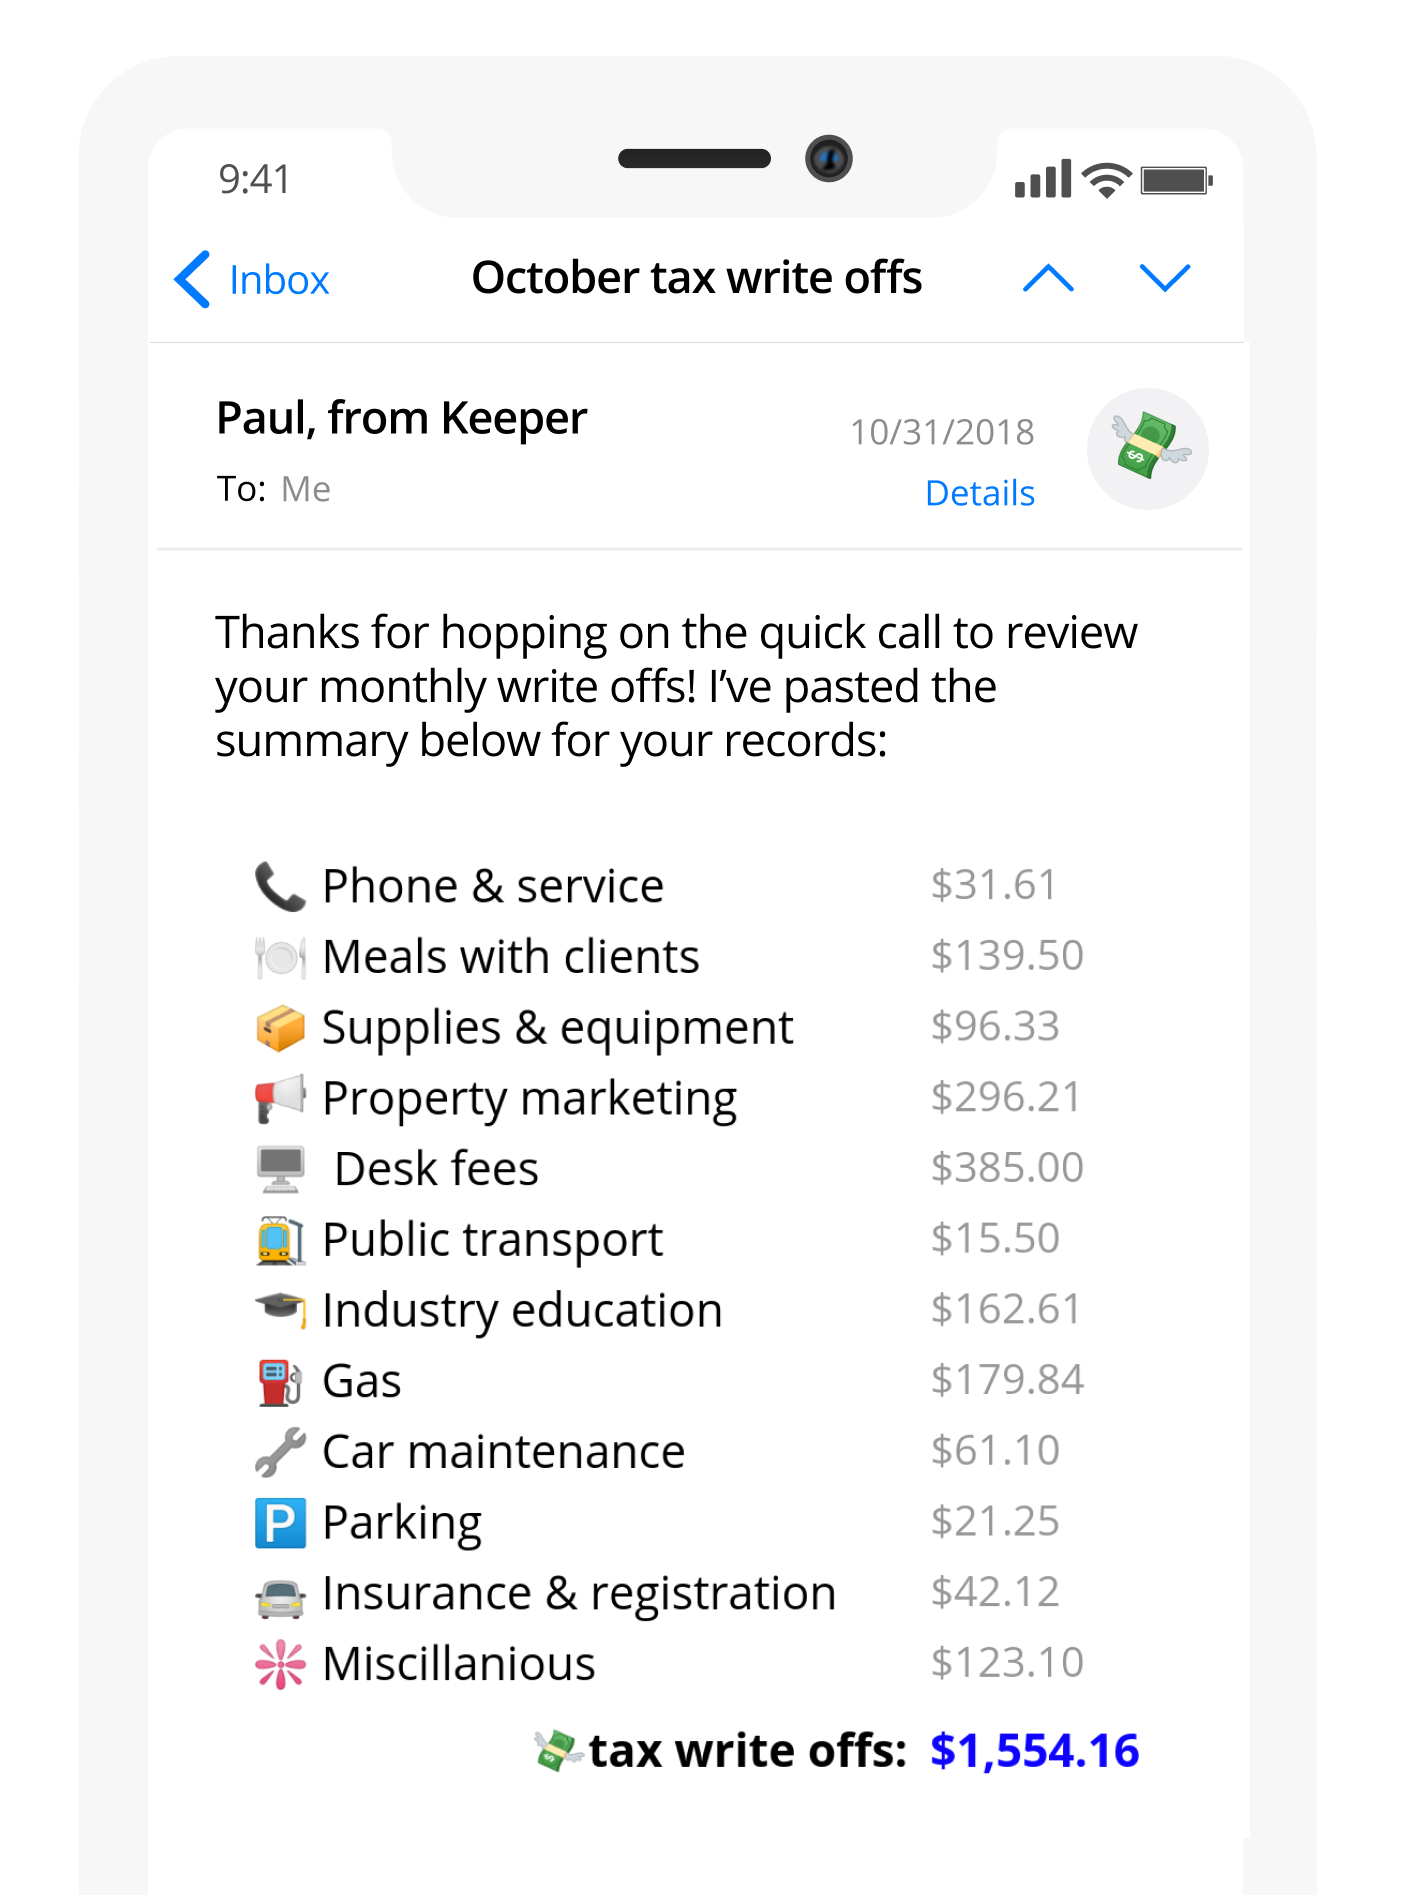 9:41
Inbox
October tax write offs
Paul, from Keeper
10/31/2018
To: Me
Details
Thanks for hopping on the quick call to review
your monthly write offs! I’ve pasted the
summary below for your records:
Phone & service $31.61
Meals with clients $139.50
Supplies & equipment $96.33
Property marketing $296.21
Desk fees $385.00
Public transport $15.50
Industry education $162.61
Gas $179.84
Car maintenance $61.10
P Parking $21.25
Insurance & registration $42.12
Miscillanious $123.10
tax write offs: $1,554.16